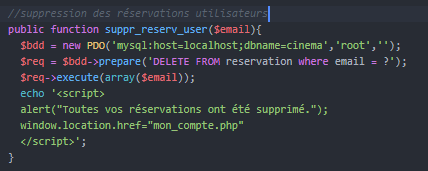 //suppression des réservations utilisateurs
public function suppr_reserv_user($email){
$bdd = new PDO('mysql:host=localhost;dbname=cinema','root','');
$req = $bdd->prepare('DELETE FROM reservation where email = ?');
$req->execute(array($email));
echo '<script>
alert("Toutes vos réservations ont été supprimé.");
window.location.href="mon_compte.php"
</script>';
}